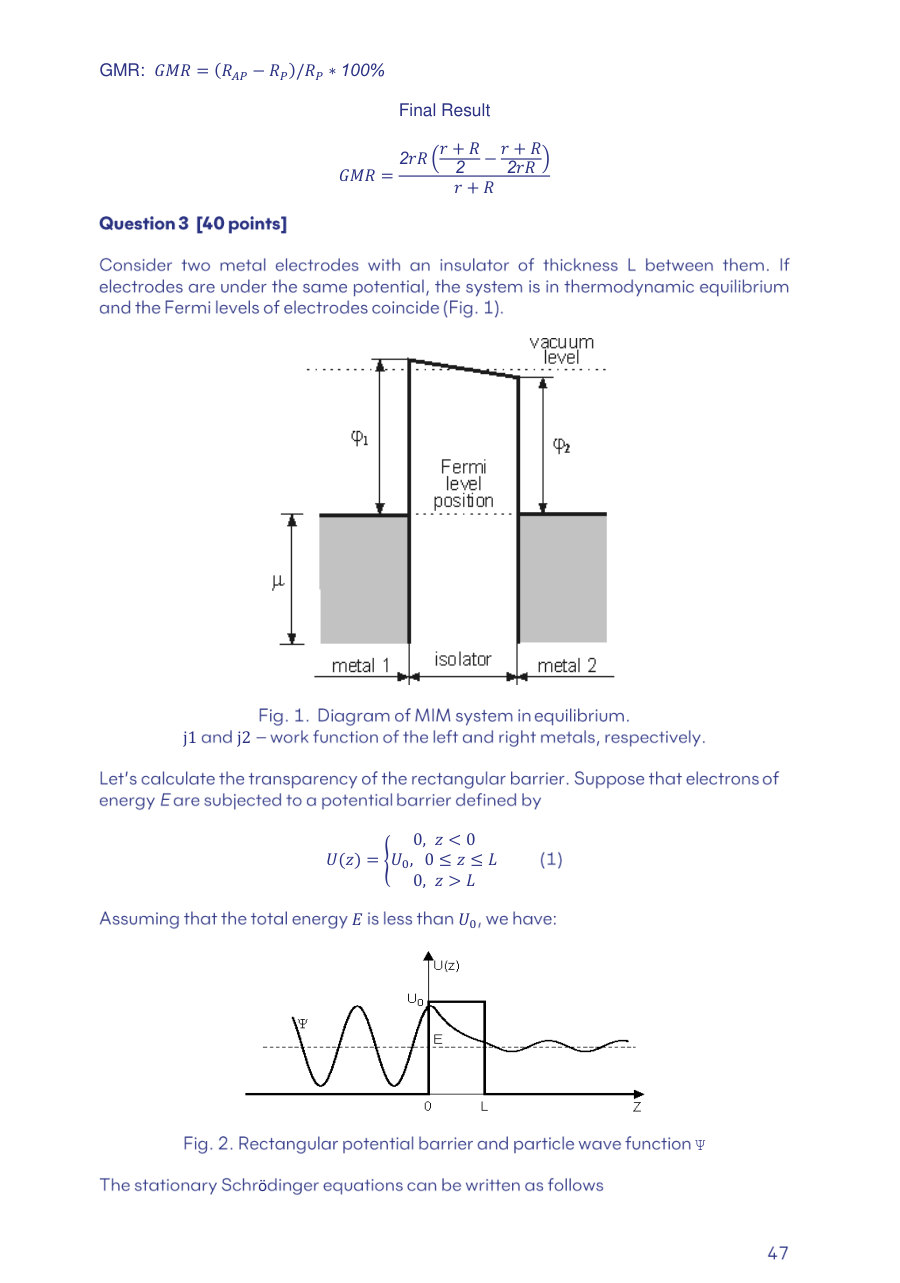 GMR: GMR = (R_AP − R_P)/R_P ∗ 100%
Final Result
GMR = 2rR((r + R)/2 − (r + R)/2rR) / (r + R)
Question 3 [40 points]
Consider two metal electrodes with an insulator of thickness L between them. If
electrodes are under the same potential, the system is in thermodynamic equilibrium
and the Fermi levels of electrodes coincide (Fig. 1).
vacuum
level
φ1
φ2
Fermi
level
position
μ
metal 1
isolator
metal 2
Fig. 1. Diagram of MIM system in equilibrium.
j1 and j2 – work function of the left and right metals, respectively.
Let's calculate the transparency of the rectangular barrier. Suppose that electrons of
energy E are subjected to a potential barrier defined by
0, z < 0
U(z) = { U₀, 0 ≤ z ≤ L (1)
0, z > L
Assuming that the total energy E is less than U₀, we have:
U(z)
U₀
Ψ
E
0
L
Z
Fig. 2. Rectangular potential barrier and particle wave function Ψ
The stationary Schrödinger equations can be written as follows
47